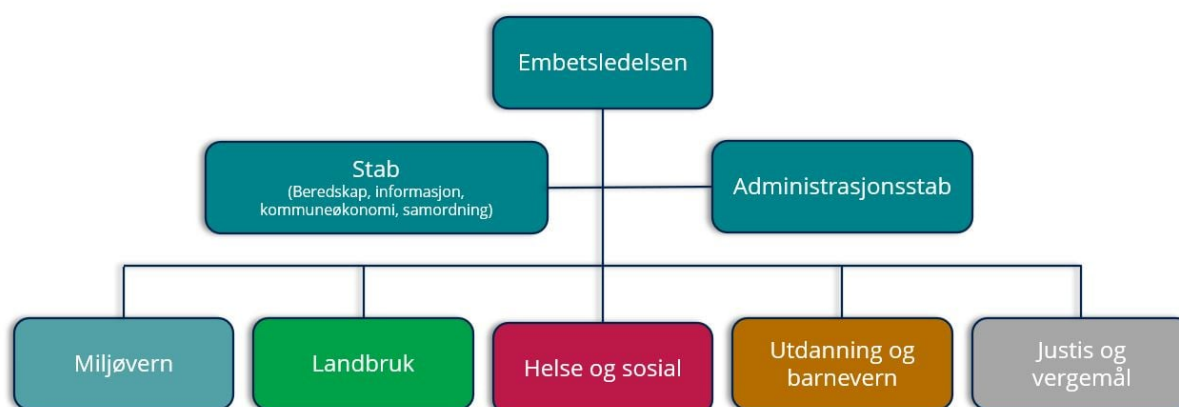 Embetsledelsen
Stab
(Beredskap, informasjon,
kommuneøkonomi, samordning)
Administrasjonsstab
Miljøvern
Landbruk
Helse og sosial
Utdanning og
barnevern
Justis og
vergemål